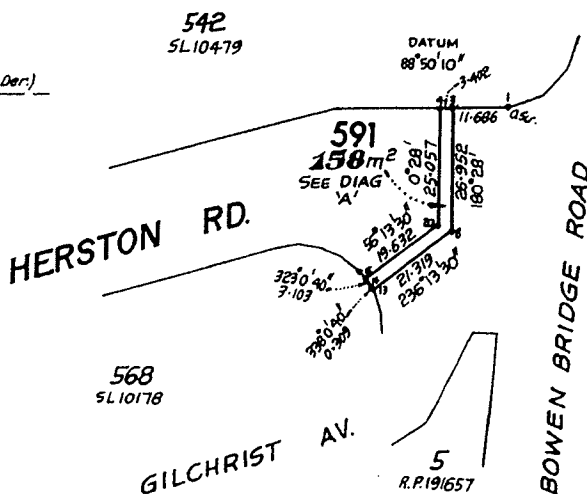 542
SL10479
Der.)
DATUM
88°50'10"
3·402
11·686
1
591
158m²
SEE DIAG
'A'
0°28'
25·057
26·952
180°28'
56°13'30"
19·632
21·319
236°13'30"
HERSTON RD.
323°0'40"
3·103
338°0'40"
0·309
568
SL10178
GILCHRIST AV.
5
R.P.191657
BOWEN BRIDGE ROAD